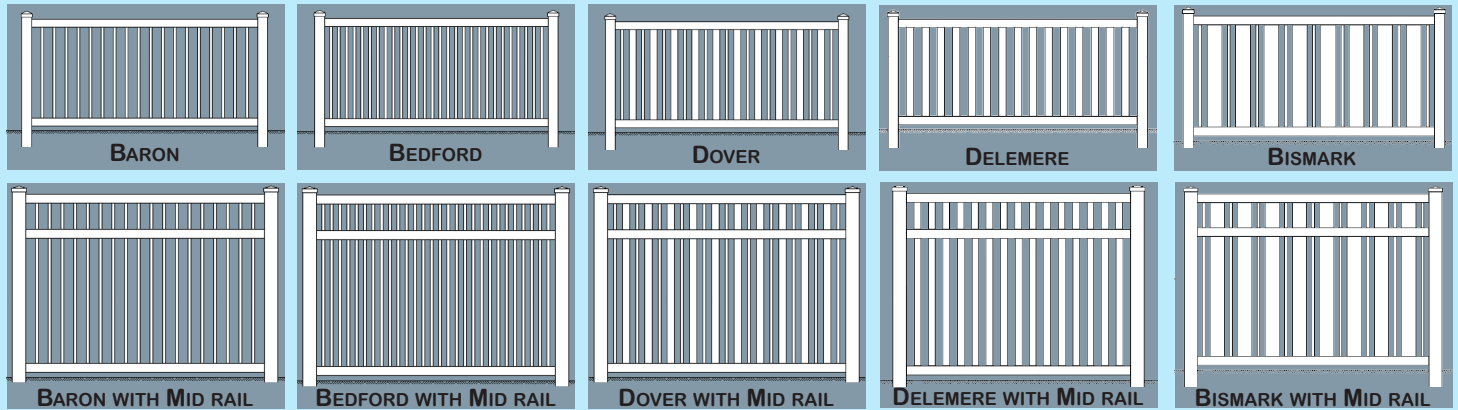 BARON
BEDFORD
DOVER
DELEMERE
BISMARK
BARON WITH MID RAIL
BEDFORD WITH MID RAIL
DOVER WITH MID RAIL
DELEMERE WITH MID RAIL
BISMARK WITH MID RAIL